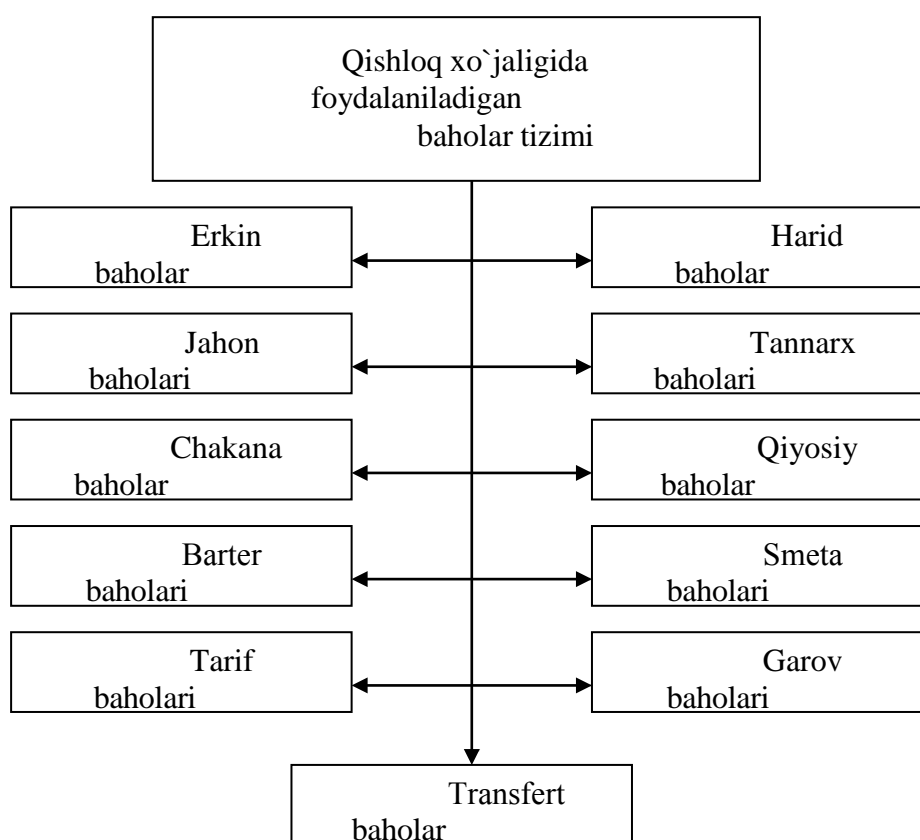 Qishloq xo`jaligida
foydalaniladigan
baholar tizimi
Erkin
baholar
Harid
baholar
Jahon
baholari
Tannarx
baholari
Chakana
baholar
Qiyosiy
baholar
Barter
baholari
Smeta
baholari
Tarif
baholari
Garov
baholari
Transfert
baholar